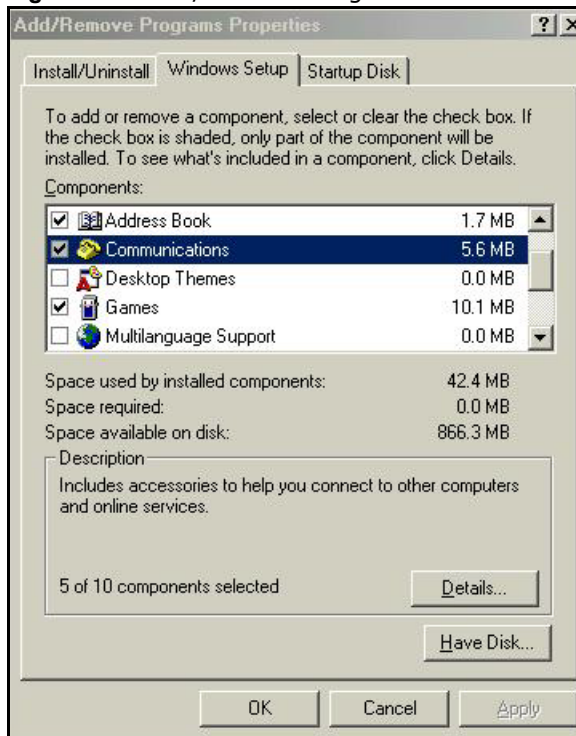 Add/Remove Programs Properties
Install/Uninstall Windows Setup Startup Disk
To add or remove a component, select or clear the check box. If
the check box is shaded, only part of the component will be
installed. To see what's included in a component, click Details.
Components:
Address Book 1.7 MB
Communications 5.6 MB
Desktop Themes 0.0 MB
Games 10.1 MB
Multilanguage Support 0.0 MB
Space used by installed components: 42.4 MB
Space required: 0.0 MB
Space available on disk: 866.3 MB
Description
Includes accessories to help you connect to other computers
and online services.
5 of 10 components selected Details...
Have Disk...
OK Cancel Apply